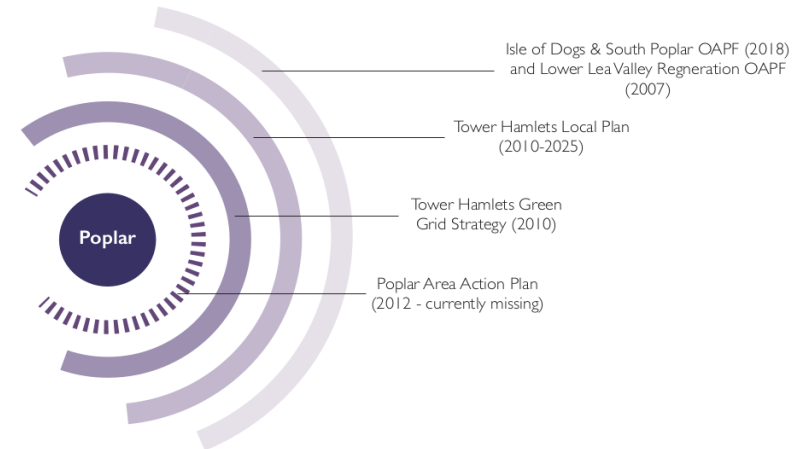 Isle of Dogs & South Poplar OAPF (2018)
and Lower Lea Valley Regneration OAPF
(2007)
Tower Hamlets Local Plan
(2010-2025)
Tower Hamlets Green
Grid Strategy (2010)
Poplar
Poplar Area Action Plan
(2012 - currently missing)